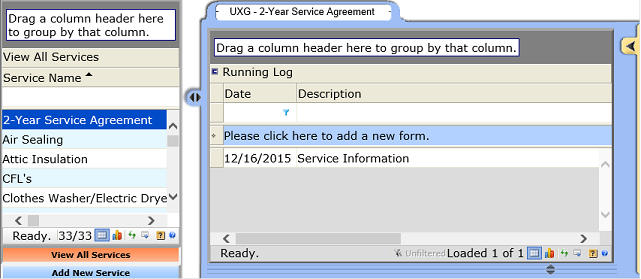 Drag a column header here
to group by that column.
View All Services
Service Name
2-Year Service Agreement
Air Sealing
Attic Insulation
CFL's
Clothes Washer/Electric Drye
Ready. 33/33
View All Services
Add New Service
UXG - 2-Year Service Agreement
Drag a column header here to group by that column.
Running Log
Date Description
Please click here to add a new form.
12/16/2015 Service Information
Ready. Unfiltered Loaded 1 of 1